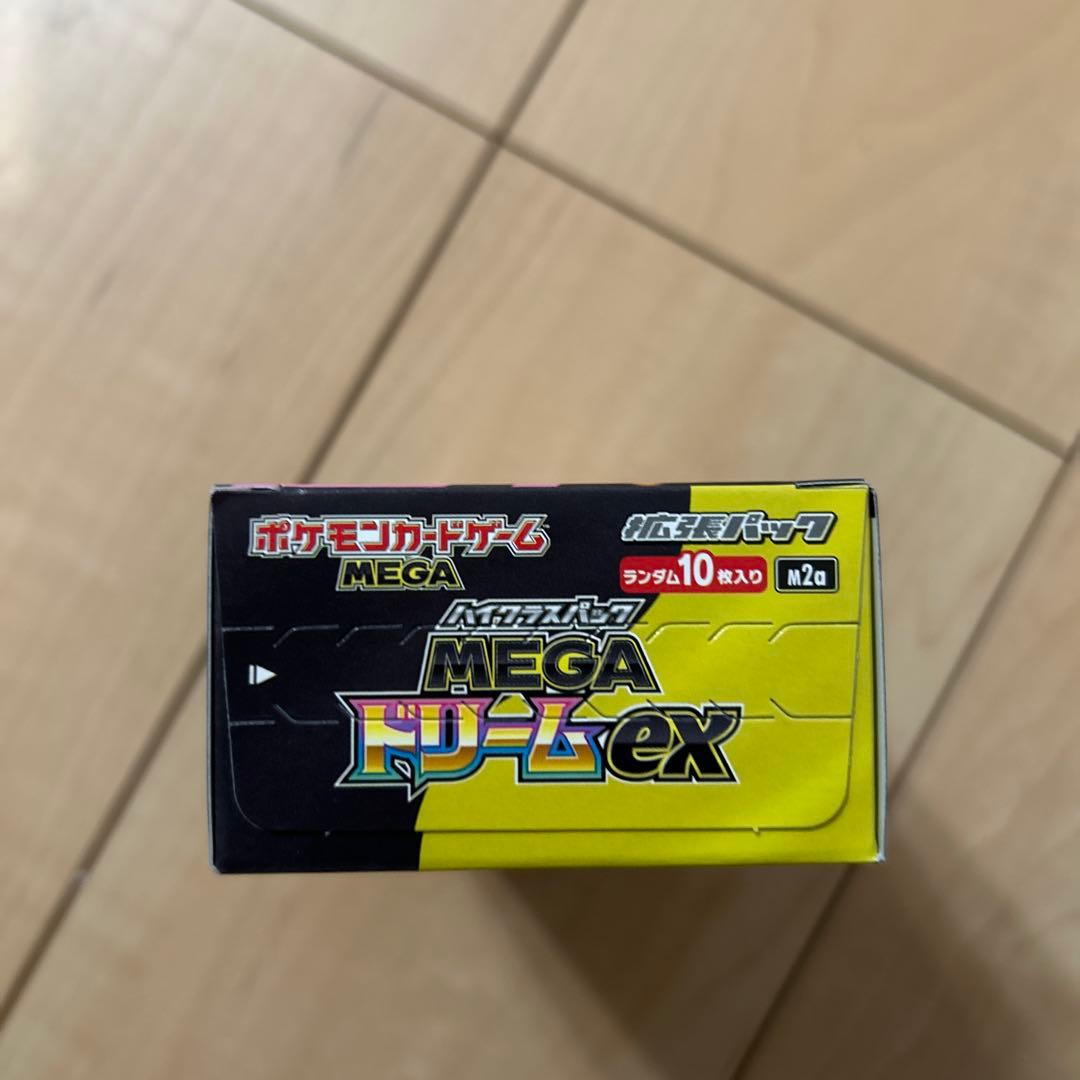 ポケモンカードゲーム
MEGA
拡張パック
ランダム10枚入り
M2a
ハイクラスパック
MEGA
ドリームex